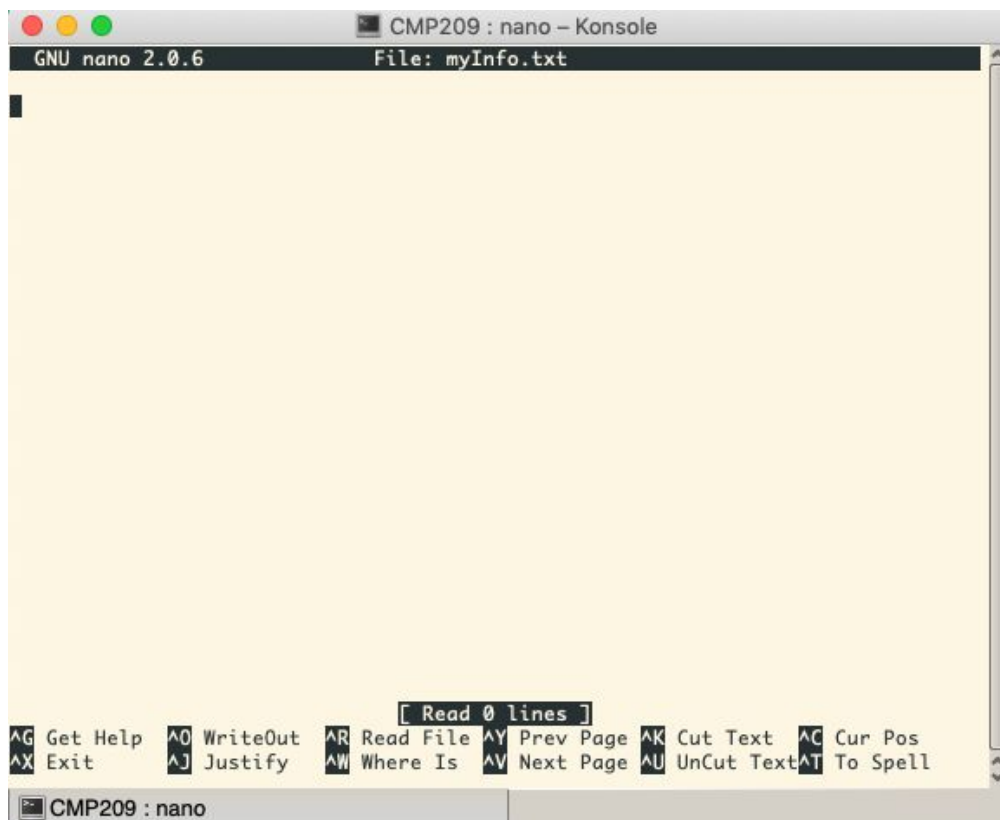 CMP209 : nano – Konsole
GNU nano 2.0.6 File: myInfo.txt
[ Read 0 lines ]
^G Get Help ^O WriteOut ^R Read File ^Y Prev Page ^K Cut Text ^C Cur Pos
^X Exit ^J Justify ^W Where Is ^V Next Page ^U UnCut Text ^T To Spell
CMP209 : nano